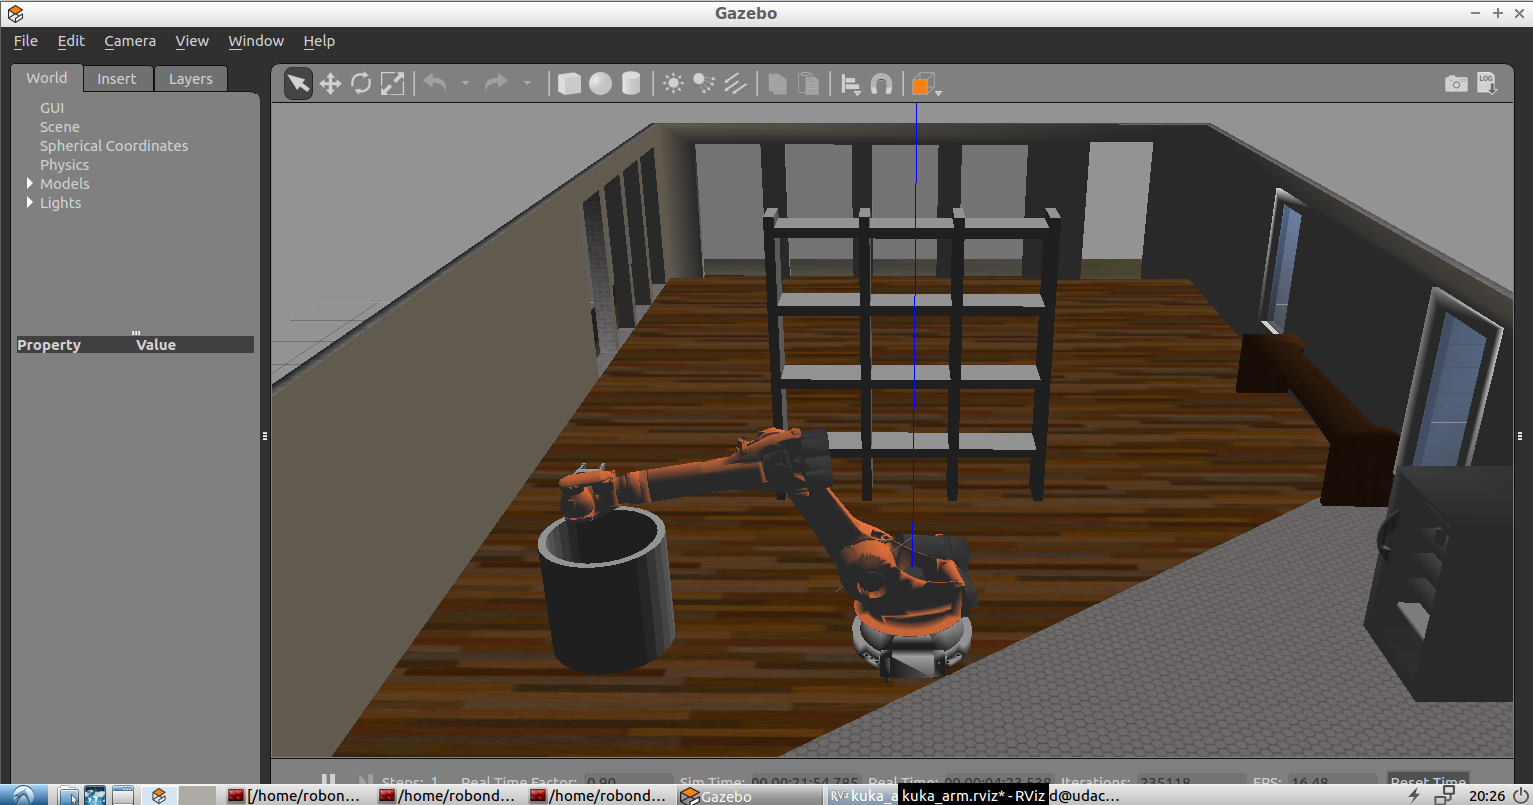 Gazebo
File Edit Camera View Window Help
World Insert Layers
GUI
Scene
Spherical Coordinates
Physics
Models
Lights
Property Value
LOG
Steps: 1 Real Time Factor: 0.90 Sim Time: 00 00:21:54.785 Real Time: 00 00:04:23.538 Iterations: 235118 FPS: 16.48 Reset Time
[/home/robon... /home/robond... /home/robond... Gazebo RViz kuka_a kuka_arm.rviz* - RViz d@udac... 20:26